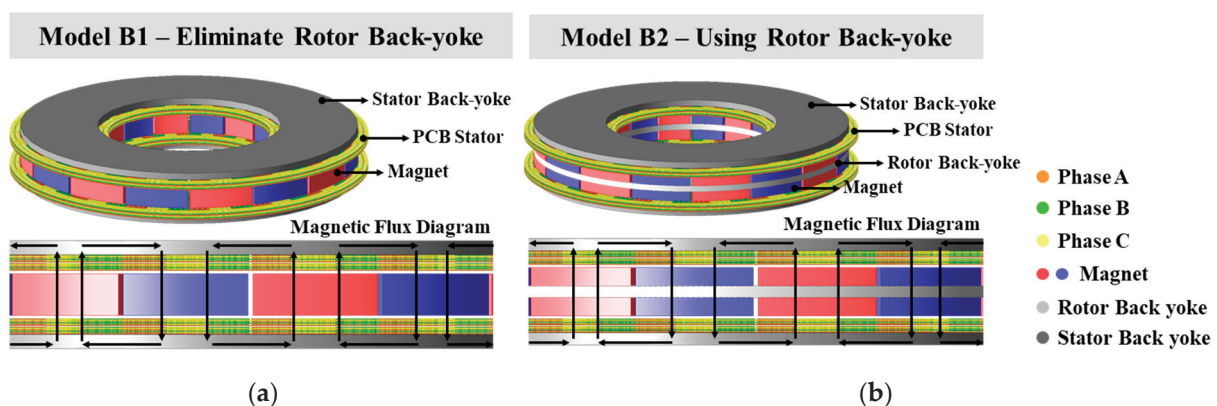 Model B1 – Eliminate Rotor Back-yoke
Stator Back-yoke
PCB Stator
Magnet
Magnetic Flux Diagram
(a)
Model B2 – Using Rotor Back-yoke
Stator Back-yoke
PCB Stator
Rotor Back-yoke
Magnet
Magnetic Flux Diagram
(b)
Phase A
Phase B
Phase C
Magnet
Rotor Back yoke
Stator Back yoke